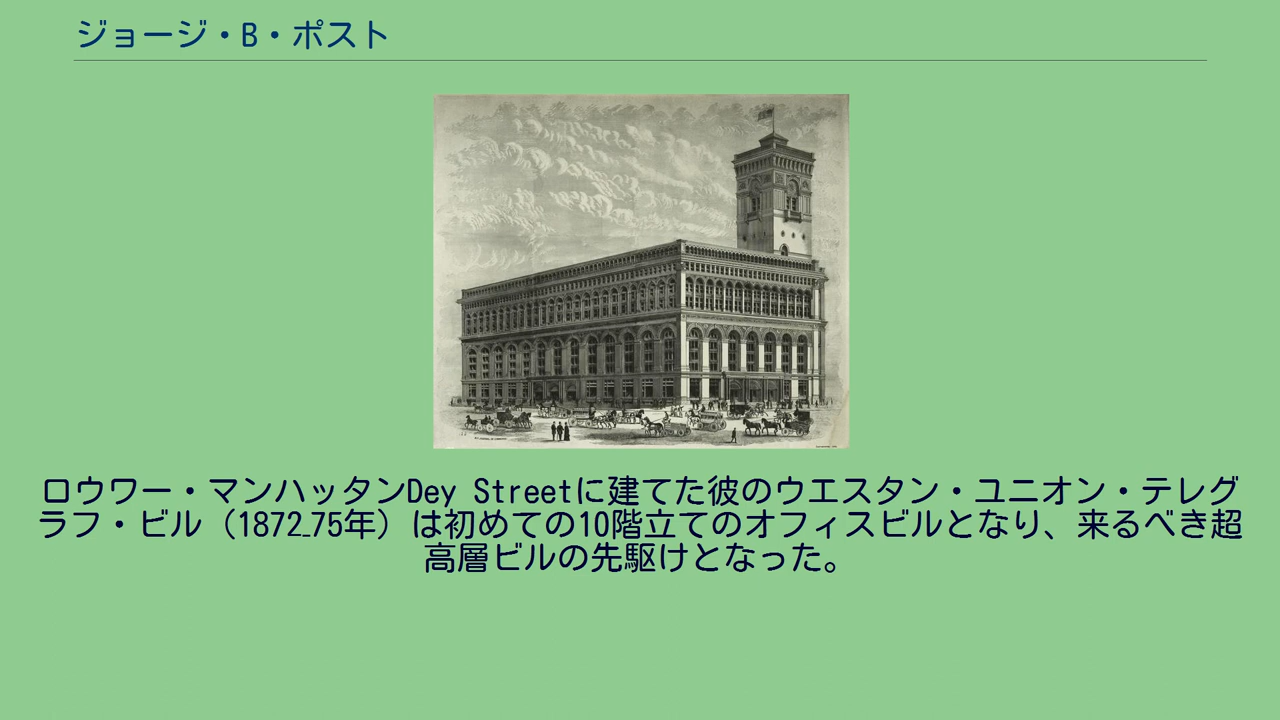 ジョージ・B・ポスト
ロウワー・マンハッタンDey Streetに建てた彼のウエスタン・ユニオン・テレグ
ラフ・ビル（1872_75年）は初めての10階立てのオフィスビルとなり、来るべき超
高層ビルの先駆けとなった。